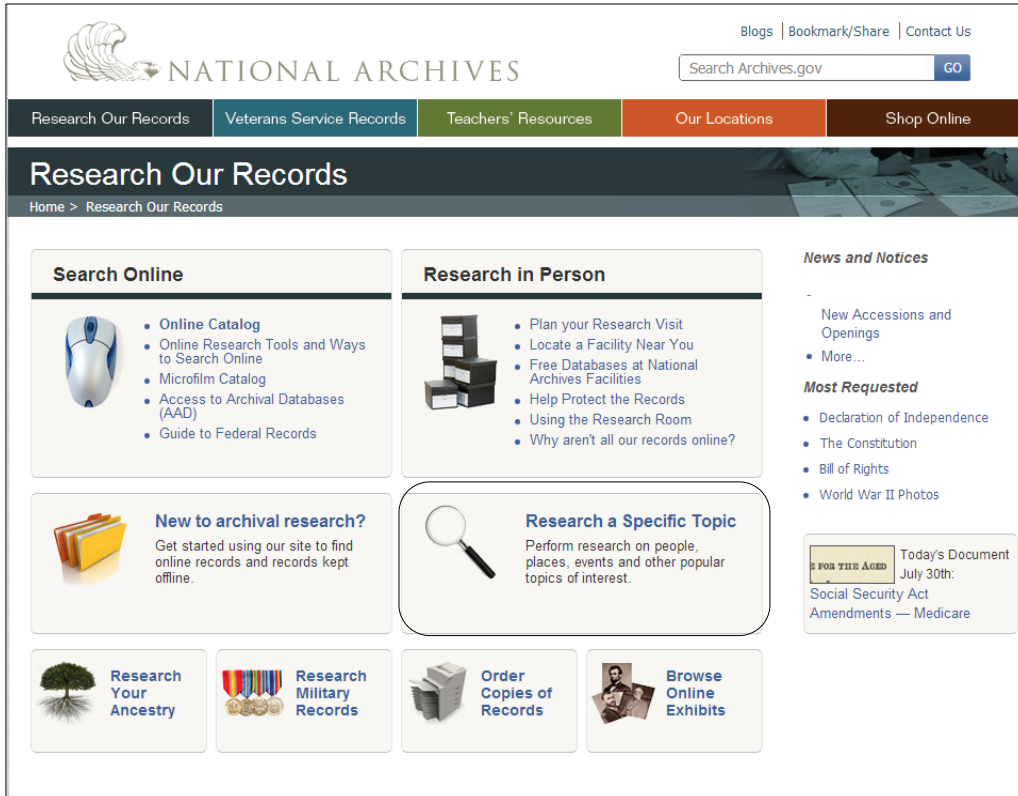 Blogs | Bookmark/Share | Contact Us
NATIONAL ARCHIVES
Search Archives.gov
GO
Research Our Records
Veterans Service Records
Teachers' Resources
Our Locations
Shop Online
Research Our Records
Home > Research Our Records
Search Online
• Online Catalog
• Online Research Tools and Ways
to Search Online
• Microfilm Catalog
• Access to Archival Databases
(AAD)
• Guide to Federal Records
Research in Person
• Plan your Research Visit
• Locate a Facility Near You
• Free Databases at National
Archives Facilities
• Help Protect the Records
• Using the Research Room
• Why aren't all our records online?
New to archival research?
Get started using our site to find
online records and records kept
offline.
Research a Specific Topic
Perform research on people,
places, events and other popular
topics of interest.
Research
Your
Ancestry
Research
Military
Records
Order
Copies of
Records
Browse
Online
Exhibits
News and Notices
-
New Accessions and
Openings
• More...
Most Requested
• Declaration of Independence
• The Constitution
• Bill of Rights
• World War II Photos
E FOR THE AGED
Today's Document
July 30th:
Social Security Act
Amendments — Medicare